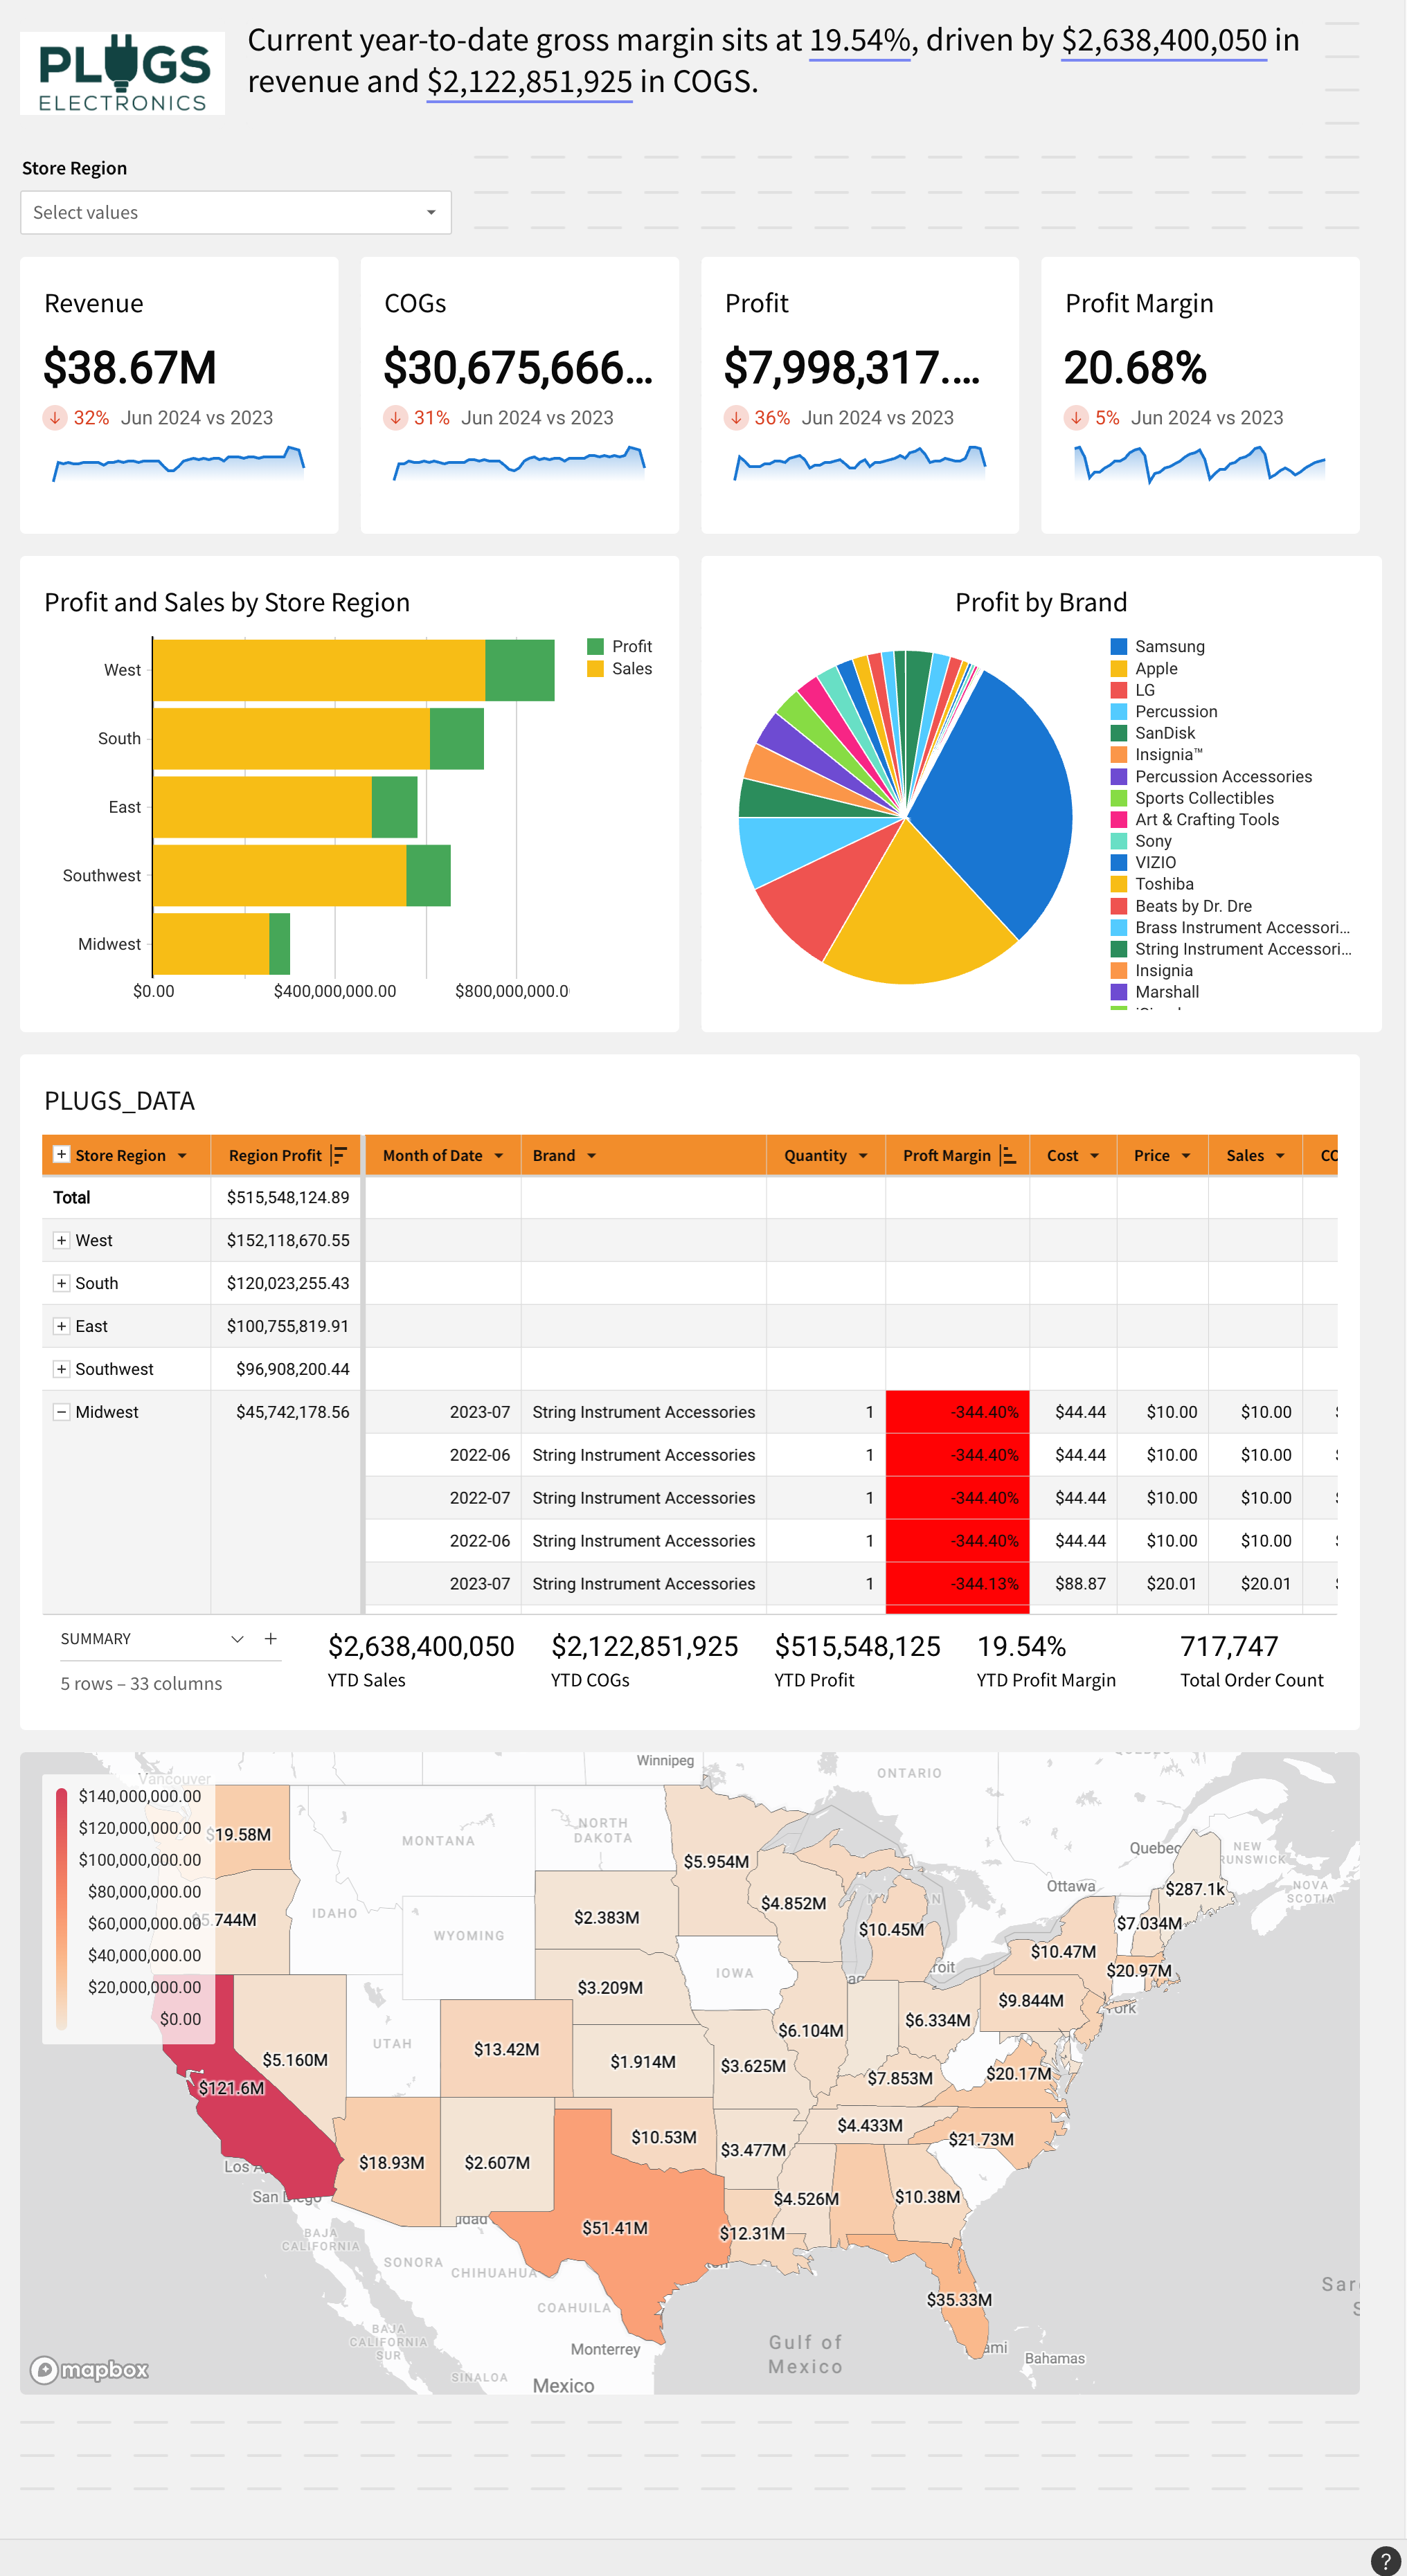 PLUGS
ELECTRONICS
Current year-to-date gross margin sits at 19.54%, driven by $2,638,400,050 in
revenue and $2,122,851,925 in COGS.
Store Region
Select values
Revenue
$38.67M
32% Jun 2024 vs 2023
COGs
$30,675,666...
31% Jun 2024 vs 2023
Profit
$7,998,317....
36% Jun 2024 vs 2023
Profit Margin
20.68%
5% Jun 2024 vs 2023
Profit and Sales by Store Region
Profit
Sales
West
South
East
Southwest
Midwest
$0.00 $400,000,000.00 $800,000,000.0
Profit by Brand
Samsung
Apple
LG
Percussion
SanDisk
Insignia™
Percussion Accessories
Sports Collectibles
Art & Crafting Tools
Sony
VIZIO
Toshiba
Beats by Dr. Dre
Brass Instrument Accessori...
String Instrument Accessori...
Insignia
Marshall
PLUGS_DATA
Store Region Region Profit Month of Date Brand Quantity Proft Margin Cost Price Sales CO
Total $515,548,124.89
West $152,118,670.55
South $120,023,255.43
East $100,755,819.91
Southwest $96,908,200.44
Midwest $45,742,178.56 2023-07 String Instrument Accessories 1 -344.40% $44.44 $10.00 $10.00
2022-06 String Instrument Accessories 1 -344.40% $44.44 $10.00 $10.00
2022-07 String Instrument Accessories 1 -344.40% $44.44 $10.00 $10.00
2022-06 String Instrument Accessories 1 -344.40% $44.44 $10.00 $10.00
2023-07 String Instrument Accessories 1 -344.13% $88.87 $20.01 $20.01
SUMMARY
5 rows – 33 columns
$2,638,400,050
YTD Sales
$2,122,851,925
YTD COGs
$515,548,125
YTD Profit
19.54%
YTD Profit Margin
717,747
Total Order Count
Winnipeg
ONTARIO
Vancouver
$140,000,000.00
$120,000,000.00
$100,000,000.00
$80,000,000.00
$60,000,000.00
$40,000,000.00
$20,000,000.00
$0.00
$19.58M
MONTANA
NORTH
DAKOTA
$5.954M
Quebec
NEW
RUNSWICK
NOVA
SCOTIA
Ottawa
$287.1k
$4.852M
$2.383M
IDAHO
5.744M
WYOMING
$10.45M
$7.034M
$10.47M
$20.97M
IOWA
$3.209M
$9.844M
York
$6.104M
$6.334M
UTAH
$13.42M
$5.160M
$1.914M
$3.625M
$7.853M
$20.17M
$121.6M
$4.433M
$21.73M
$10.53M
$3.477M
$18.93M
$2.607M
Los A
San Diego
$4.526M
$10.38M
$51.41M
$12.31M
BAJA
CALIFORNIA
SONORA
CHIHUAHUA
$35.33M
COAHUILA
BAJA
CALIFORNIA
SUR
Monterrey
Gulf of
Mexico
ami
Bahamas
Sar
S
SINALOA
Mexico
mapbox
?